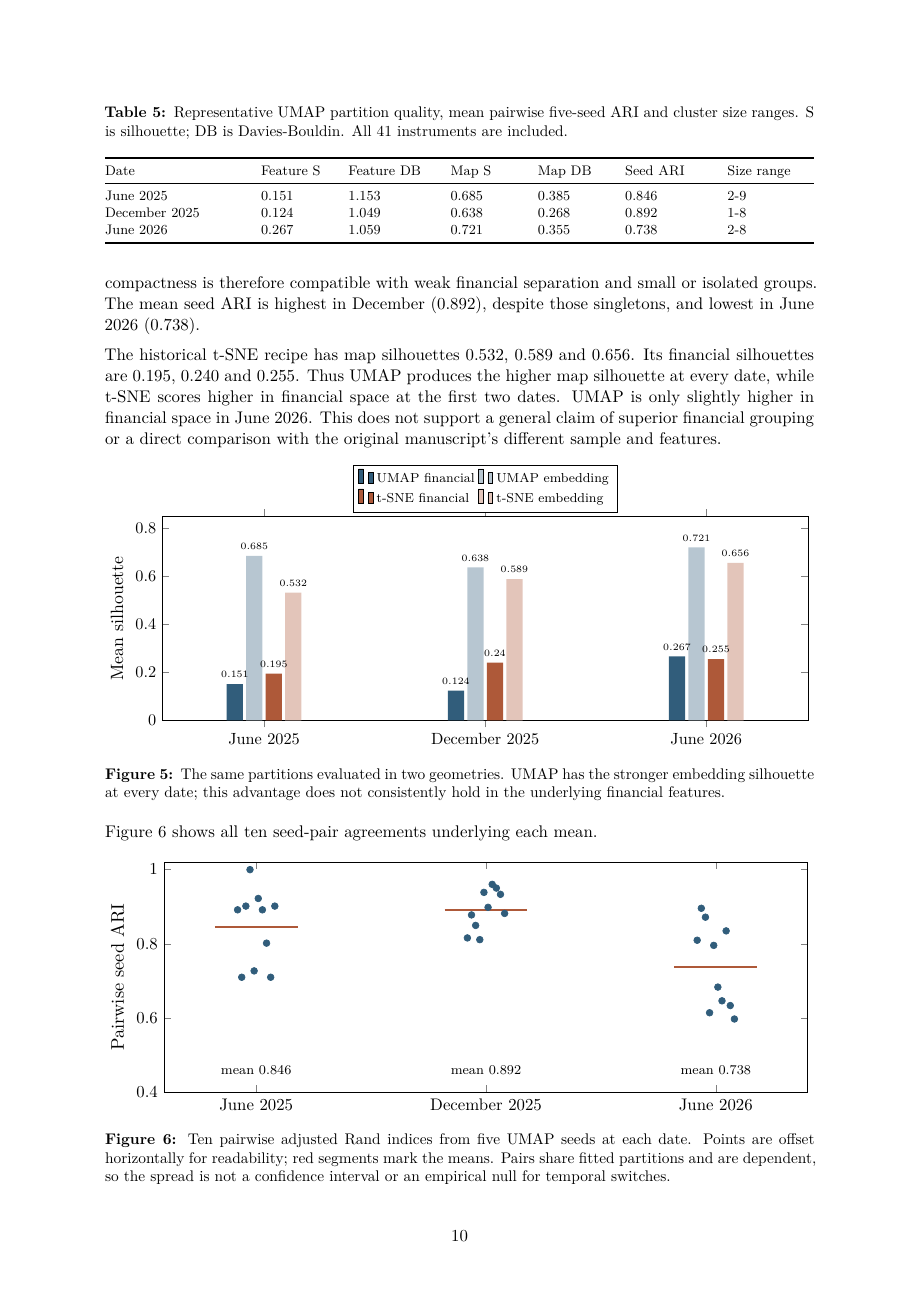 Table 5: Representative UMAP partition quality, mean pairwise five-seed ARI and cluster size ranges. S
is silhouette; DB is Davies-Bouldin. All 41 instruments are included.
Date Feature S Feature DB Map S Map DB Seed ARI Size range
June 2025 0.151 1.153 0.685 0.385 0.846 2-9
December 2025 0.124 1.049 0.638 0.268 0.892 1-8
June 2026 0.267 1.059 0.721 0.355 0.738 2-8
compactness is therefore compatible with weak financial separation and small or isolated groups.
The mean seed ARI is highest in December (0.892), despite those singletons, and lowest in June
2026 (0.738).
The historical t-SNE recipe has map silhouettes 0.532, 0.589 and 0.656. Its financial silhouettes
are 0.195, 0.240 and 0.255. Thus UMAP produces the higher map silhouette at every date, while
t-SNE scores higher in financial space at the first two dates. UMAP is only slightly higher in
financial space in June 2026. This does not support a general claim of superior financial grouping
or a direct comparison with the original manuscript's different sample and features.
UMAP financial UMAP embedding
t-SNE financial t-SNE embedding
Mean silhouette
0.8
0.6
0.4
0.2
0
0.151 0.685 0.195 0.532
0.124 0.638 0.24 0.589
0.267 0.721 0.255 0.656
June 2025 December 2025 June 2026
Figure 5: The same partitions evaluated in two geometries. UMAP has the stronger embedding silhouette
at every date; this advantage does not consistently hold in the underlying financial features.
Figure 6 shows all ten seed-pair agreements underlying each mean.
Pairwise seed ARI
1
0.8
0.6
0.4
mean 0.846 mean 0.892 mean 0.738
June 2025 December 2025 June 2026
Figure 6: Ten pairwise adjusted Rand indices from five UMAP seeds at each date. Points are offset
horizontally for readability; red segments mark the means. Pairs share fitted partitions and are dependent,
so the spread is not a confidence interval or an empirical null for temporal switches.
10